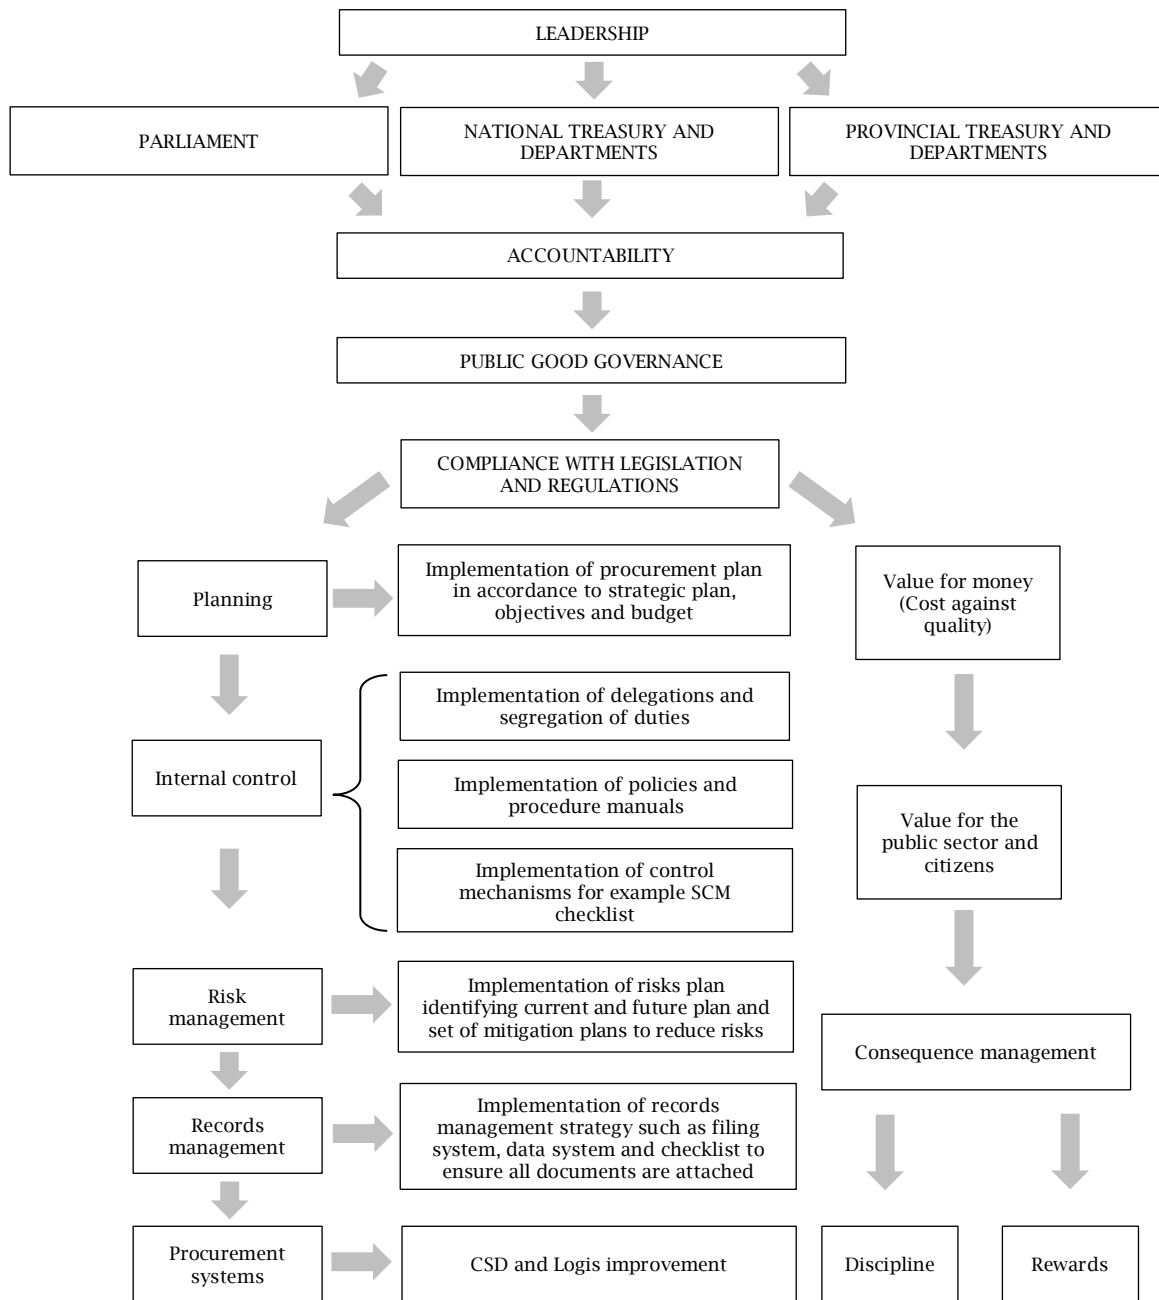 LEADERSHIP
PARLIAMENT
NATIONAL TREASURY AND
DEPARTMENTS
PROVINCIAL TREASURY AND
DEPARTMENTS
ACCOUNTABILITY
PUBLIC GOOD GOVERNANCE
COMPLIANCE WITH LEGISLATION
AND REGULATIONS
Planning
Implementation of procurement plan
in accordance to strategic plan,
objectives and budget
Value for money
(Cost against
quality)
Implementation of delegations and
segregation of duties
Internal control
Implementation of policies and
procedure manuals
Value for the
public sector and
citizens
Implementation of control
mechanisms for example SCM
checklist
Risk
management
Implementation of risks plan
identifying current and future plan and
set of mitigation plans to reduce risks
Consequence management
Records
management
Implementation of records
management strategy such as filing
system, data system and checklist to
ensure all documents are attached
Procurement
systems
CSD and Logis improvement
Discipline
Rewards